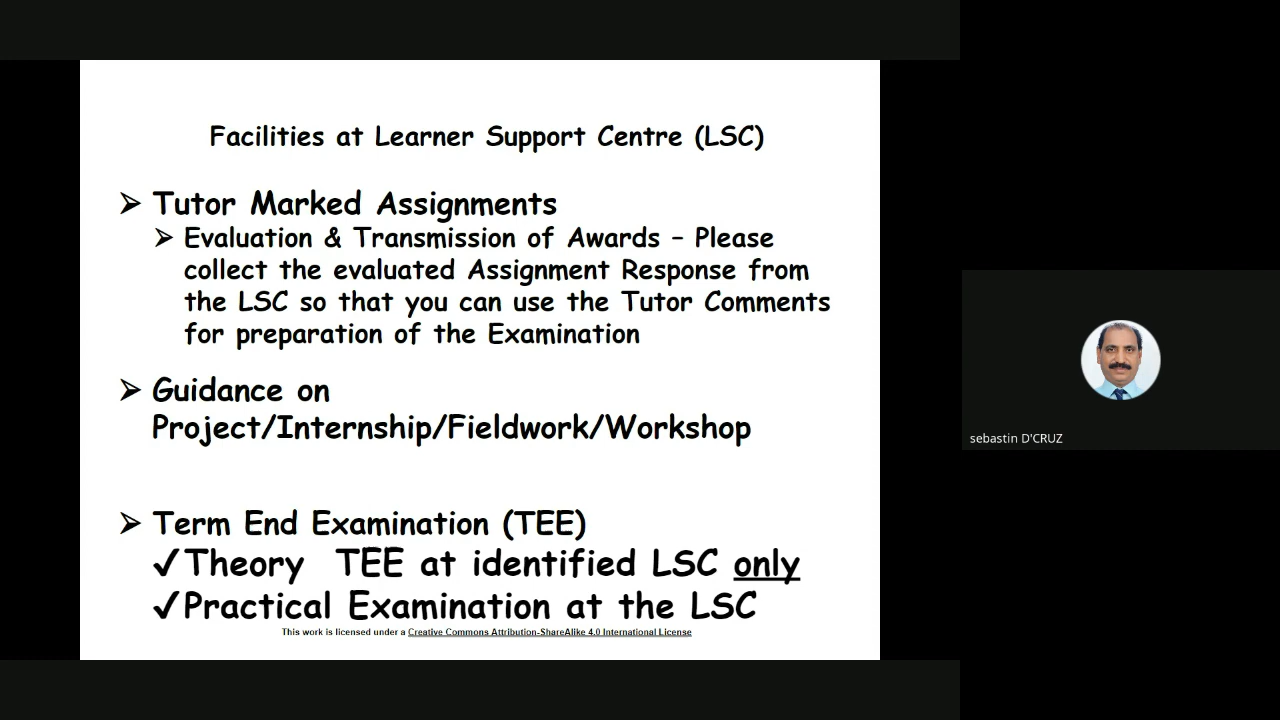 Facilities at Learner Support Centre (LSC)
➢ Tutor Marked Assignments
➢ Evaluation & Transmission of Awards – Please
collect the evaluated Assignment Response from
the LSC so that you can use the Tutor Comments
for preparation of the Examination
➢ Guidance on
Project/Internship/Fieldwork/Workshop
➢ Term End Examination (TEE)
✓Theory TEE at identified LSC only
✓Practical Examination at the LSC
This work is licensed under a Creative Commons Attribution-ShareAlike 4.0 International License
sebastin D'CRUZ